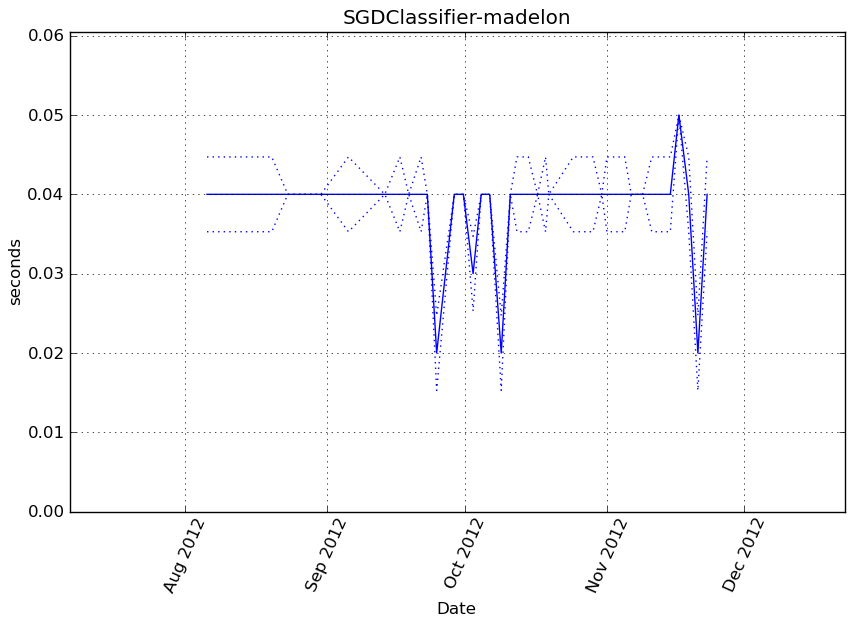 SGDClassifier-madelon
0.06
0.05
0.04
0.03
0.02
0.01
0.00
seconds
Aug 2012
Sep 2012
Oct 2012
Nov 2012
Dec 2012
Date